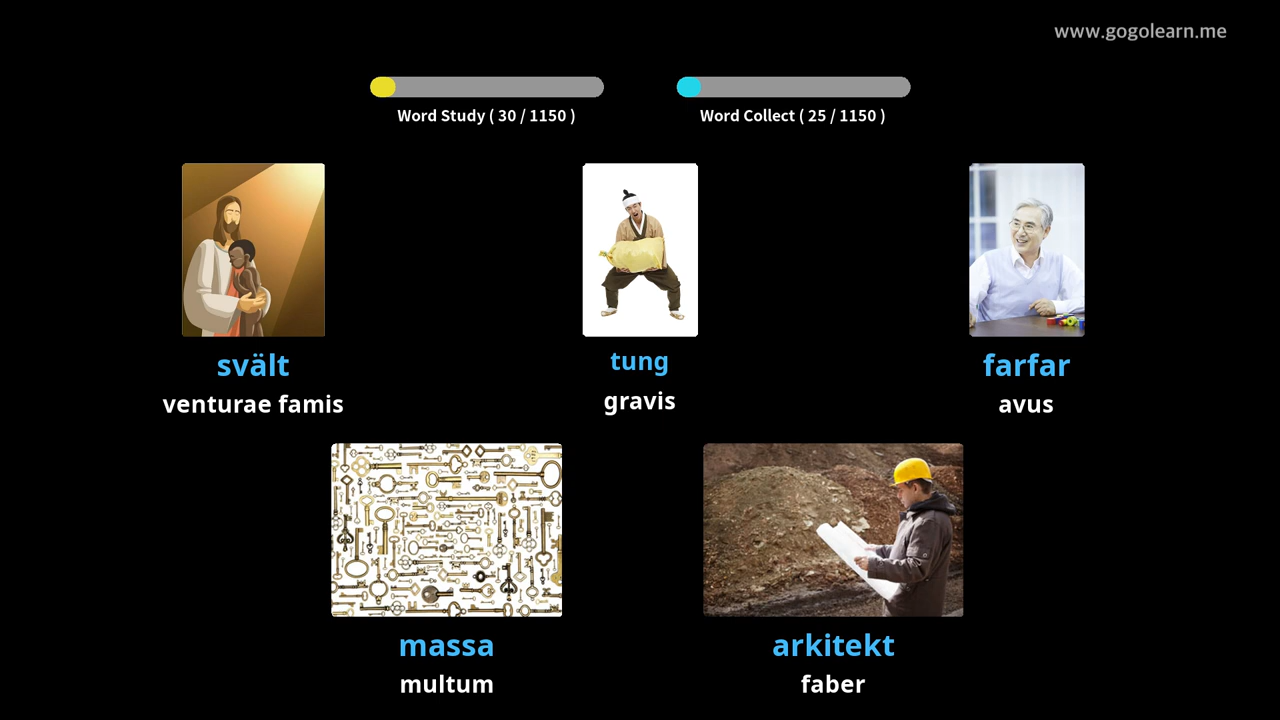 www.gogolearn.me
Word Study ( 30 / 1150 )
Word Collect ( 25 / 1150 )
svält
tung
farfar
venturae famis
gravis
avus
massa
arkitekt
multum
faber